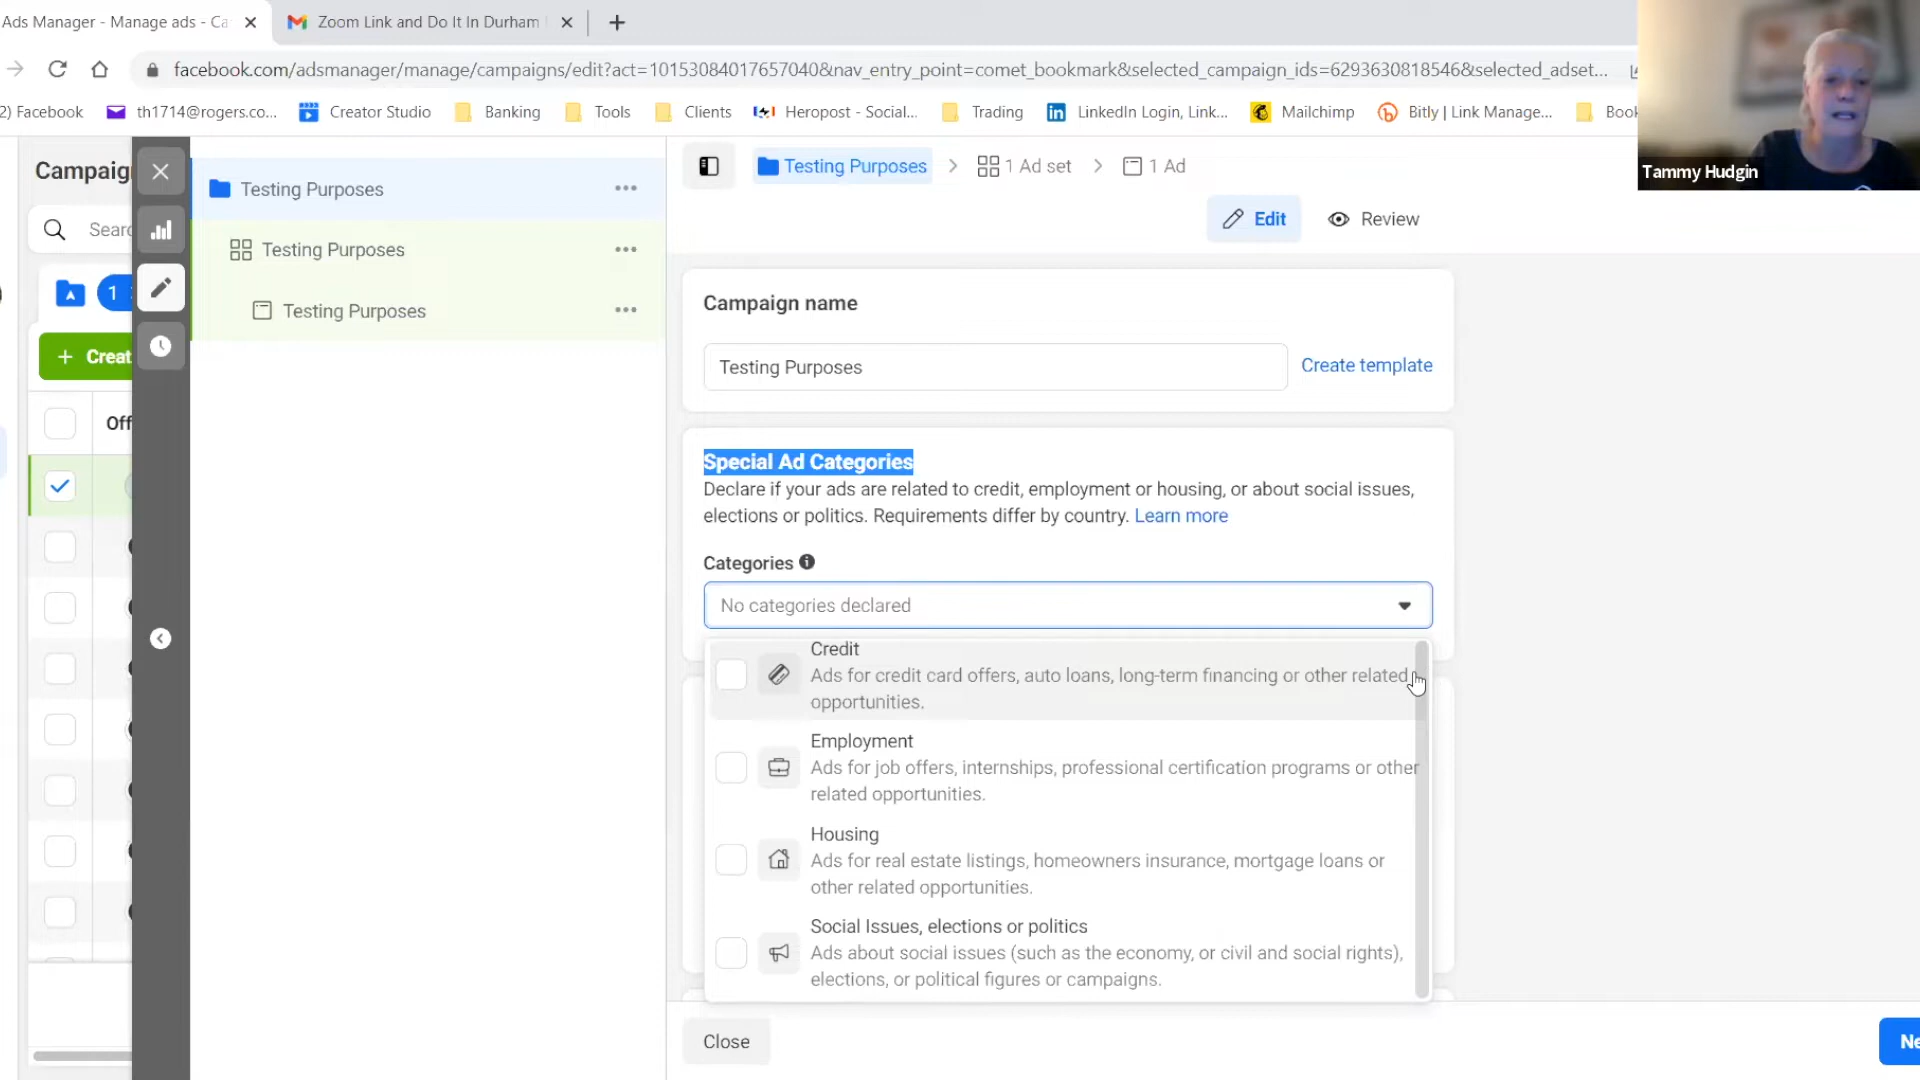 Ads Manager - Manage ads - Ca
Zoom Link and Do It In Durham
facebook.com/adsmanager/manage/campaigns/edit?act=10153084017657040&nav_entry_point=comet_bookmark&selected_campaign_ids=6293630818546&selected_adset...
2) Facebook
th1714@rogers.co...
Creator Studio
Banking
Tools
Clients
Heropost - Social...
Trading
LinkedIn Login, Link...
Mailchimp
Bitly | Link Manage...
Book
Tammy Hudgin
Campaig
Sear
1
+ Creat
Off
Testing Purposes
Testing Purposes
Testing Purposes
Testing Purposes > 1 Ad set > 1 Ad
Edit
Review
Campaign name
Testing Purposes
Create template
Special Ad Categories
Declare if your ads are related to credit, employment or housing, or about social issues,
elections or politics. Requirements differ by country. Learn more
Categories
No categories declared
Credit
Ads for credit card offers, auto loans, long-term financing or other related
opportunities.
Employment
Ads for job offers, internships, professional certification programs or other
related opportunities.
Housing
Ads for real estate listings, homeowners insurance, mortgage loans or
other related opportunities.
Social Issues, elections or politics
Ads about social issues (such as the economy, or civil and social rights),
elections, or political figures or campaigns.
Close
Ne